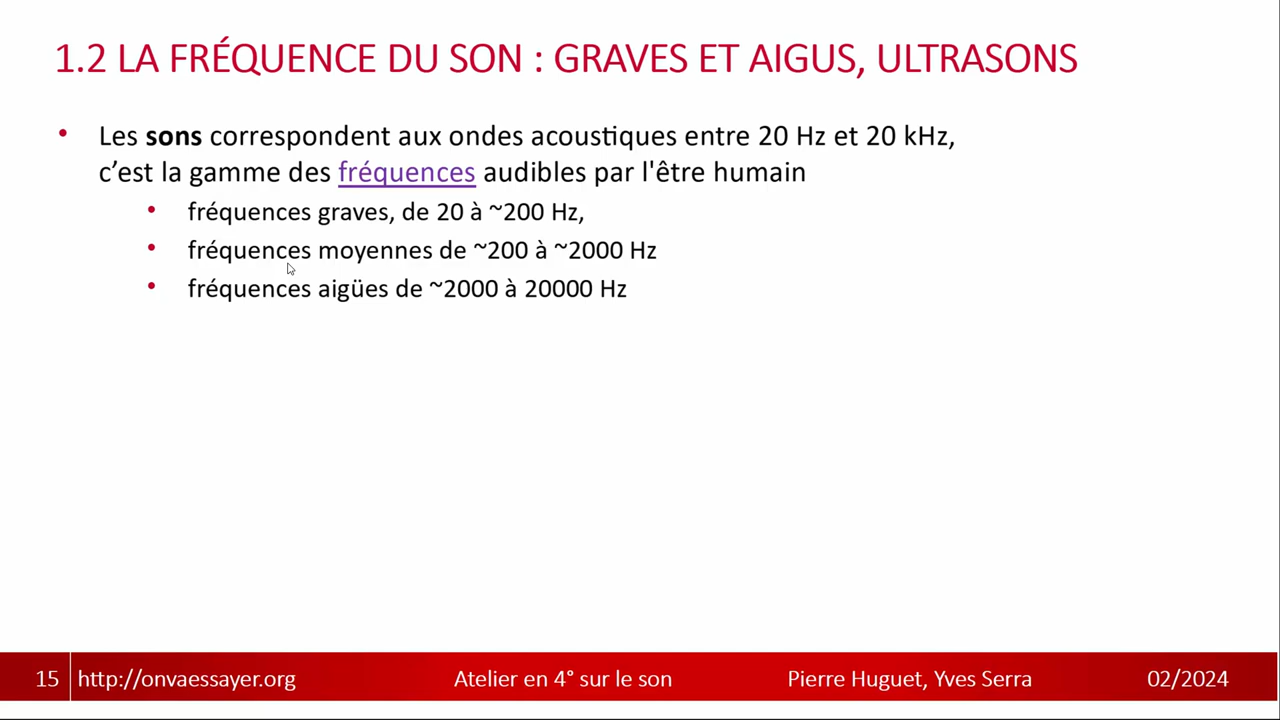 1.2 LA FRÉQUENCE DU SON : GRAVES ET AIGUS, ULTRASONS
• Les sons correspondent aux ondes acoustiques entre 20 Hz et 20 kHz,
c’est la gamme des fréquences audibles par l'être humain
• fréquences graves, de 20 à ~200 Hz,
• fréquences moyennes de ~200 à ~2000 Hz
• fréquences aigües de ~2000 à 20000 Hz
15 http://onvaessayer.org Atelier en 4° sur le son Pierre Huguet, Yves Serra 02/2024